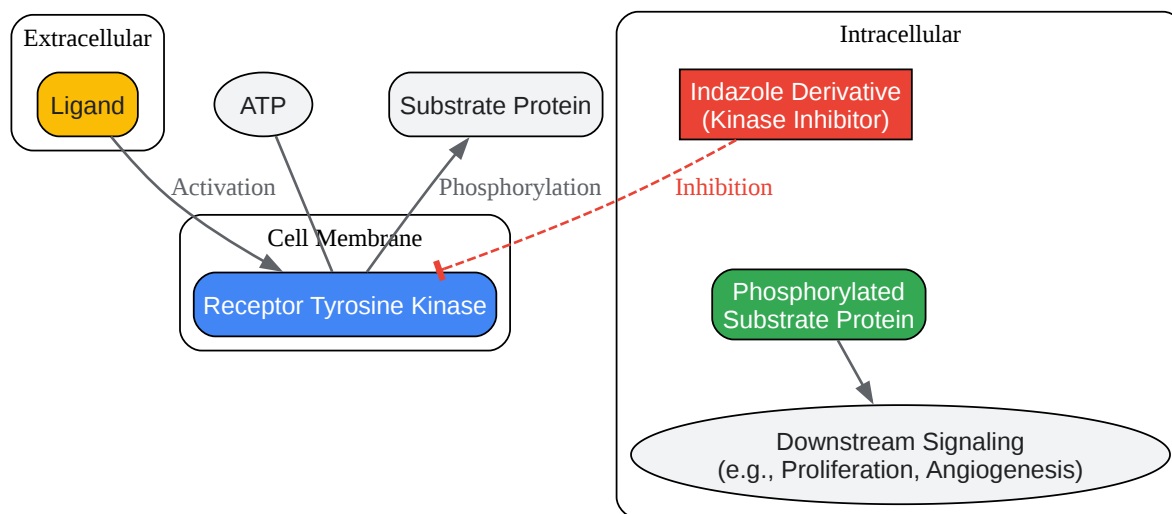 Extracellular
Ligand
ATP
Substrate Protein
Intracellular
Indazole Derivative
(Kinase Inhibitor)
Activation
Phosphorylation
Inhibition
Cell Membrane
Receptor Tyrosine Kinase
Phosphorylated
Substrate Protein
Downstream Signaling
(e.g., Proliferation, Angiogenesis)